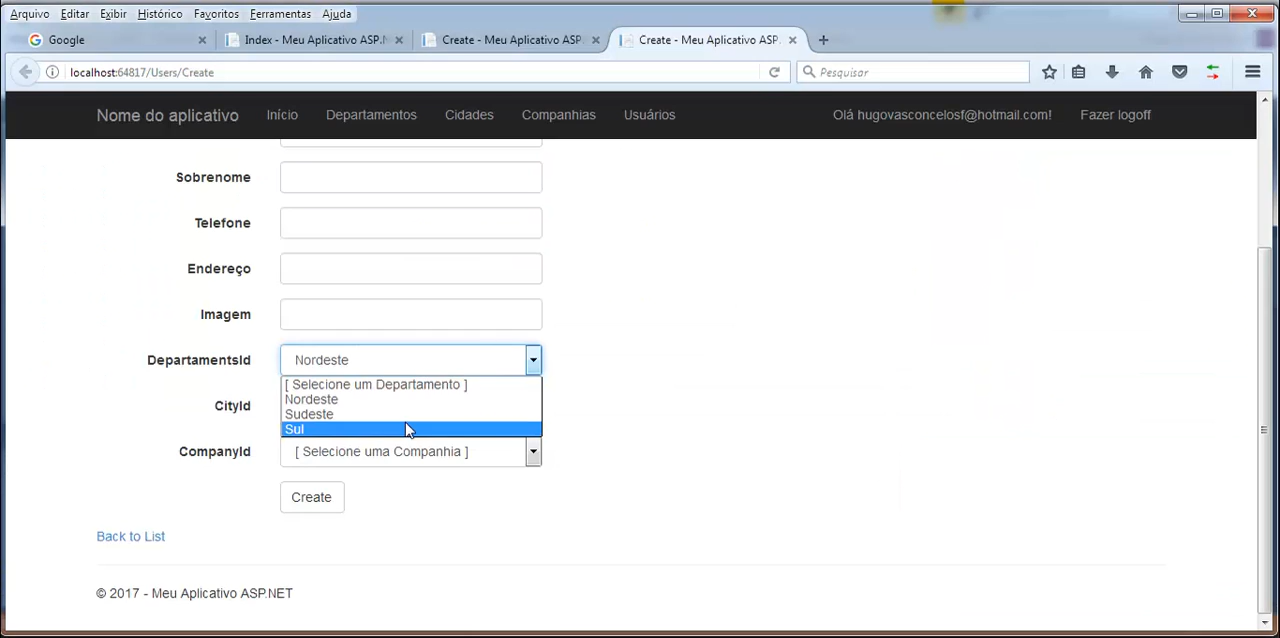 Arquivo Editar Exibir Histórico Favoritos Ferramentas Ajuda
Google
Index - Meu Aplicativo ASP.N
Create - Meu Aplicativo ASP.
Create - Meu Aplicativo ASP.
localhost:64817/Users/Create
Pesquisar
Nome do aplicativo Início Departamentos Cidades Companhias Usuários Olá hugovasconcelosf@hotmail.com! Fazer logoff
Sobrenome
Telefone
Endereço
Imagem
DepartamentsId Nordeste
[ Selecione um Departamento ]
Nordeste
CityId
Sudeste
Sul
CompanyId [ Selecione uma Companhia ]
Create
Back to List
© 2017 - Meu Aplicativo ASP.NET